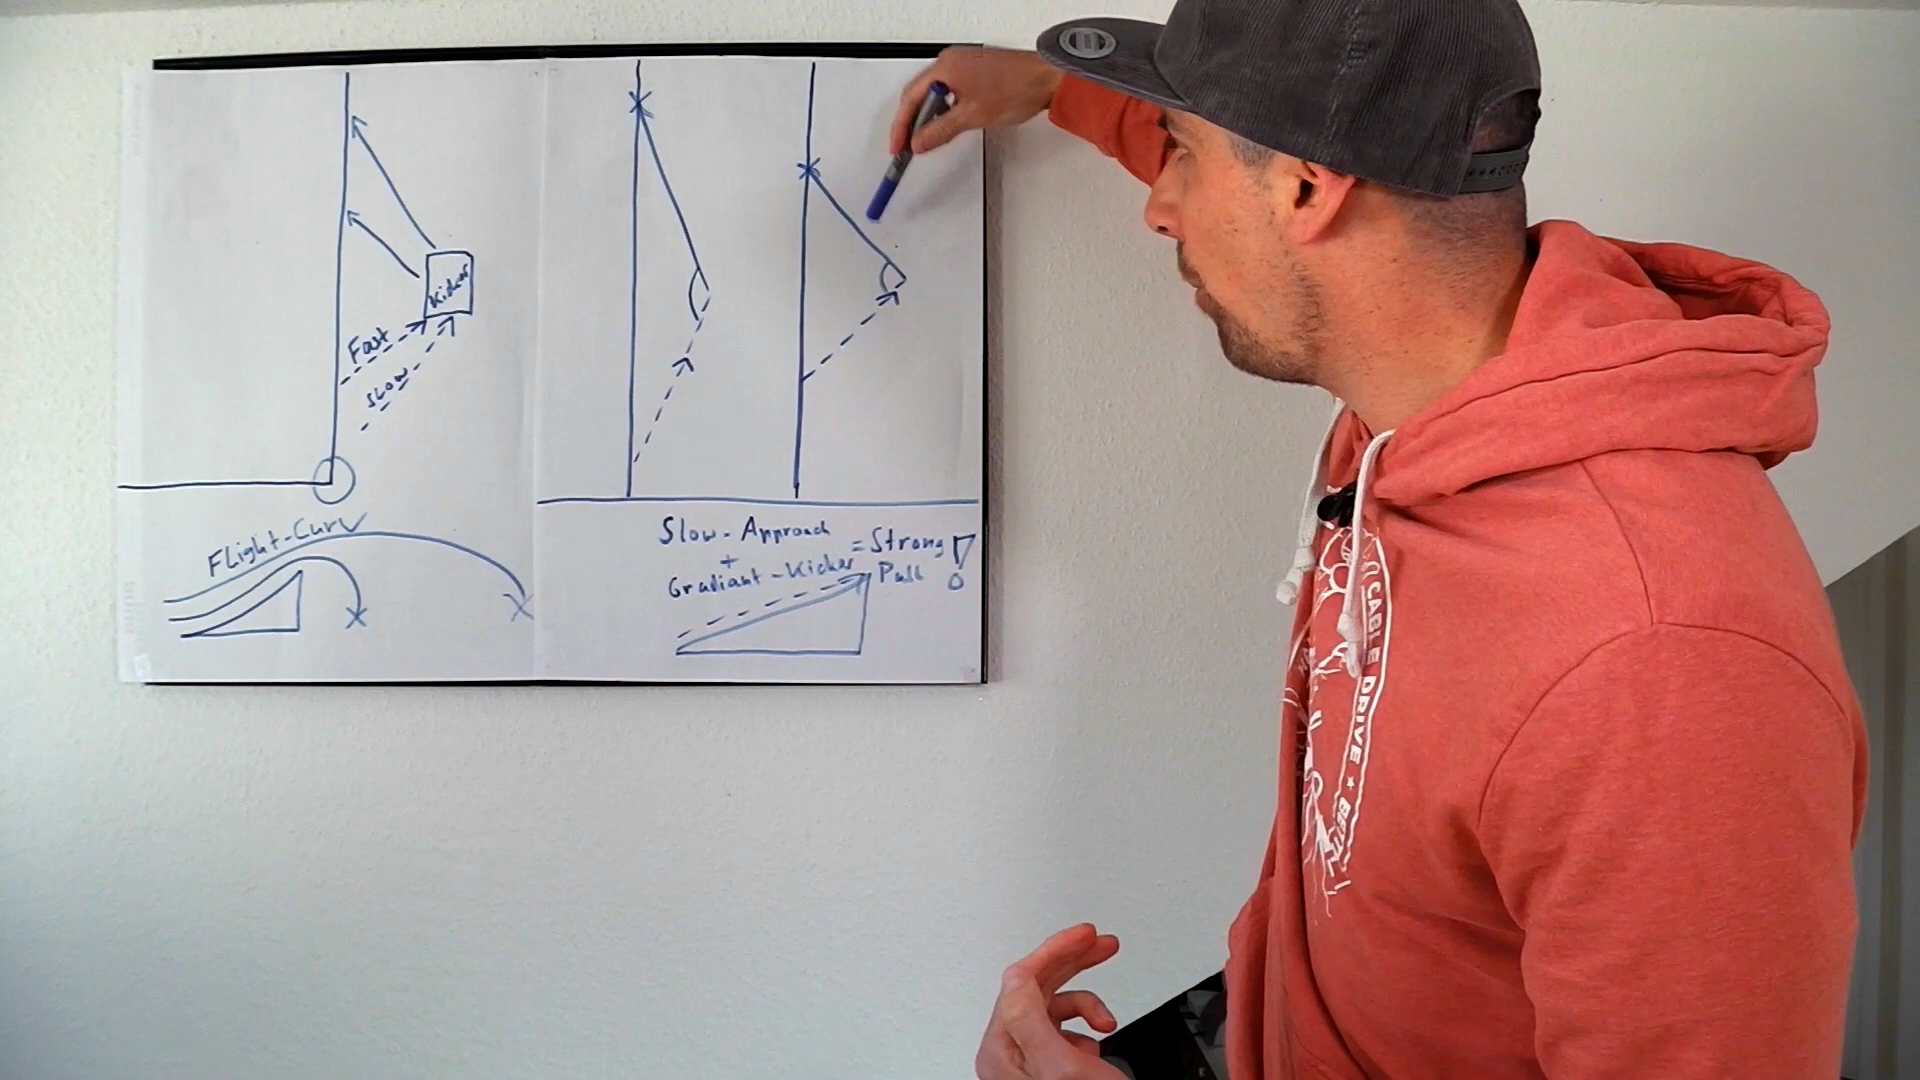 Kicker
Fast
Slow
Flight-Curv
Slow-Approach
+
Gradiant-Kicker
= Strong
Pull
!
CABLE DRIVE ★